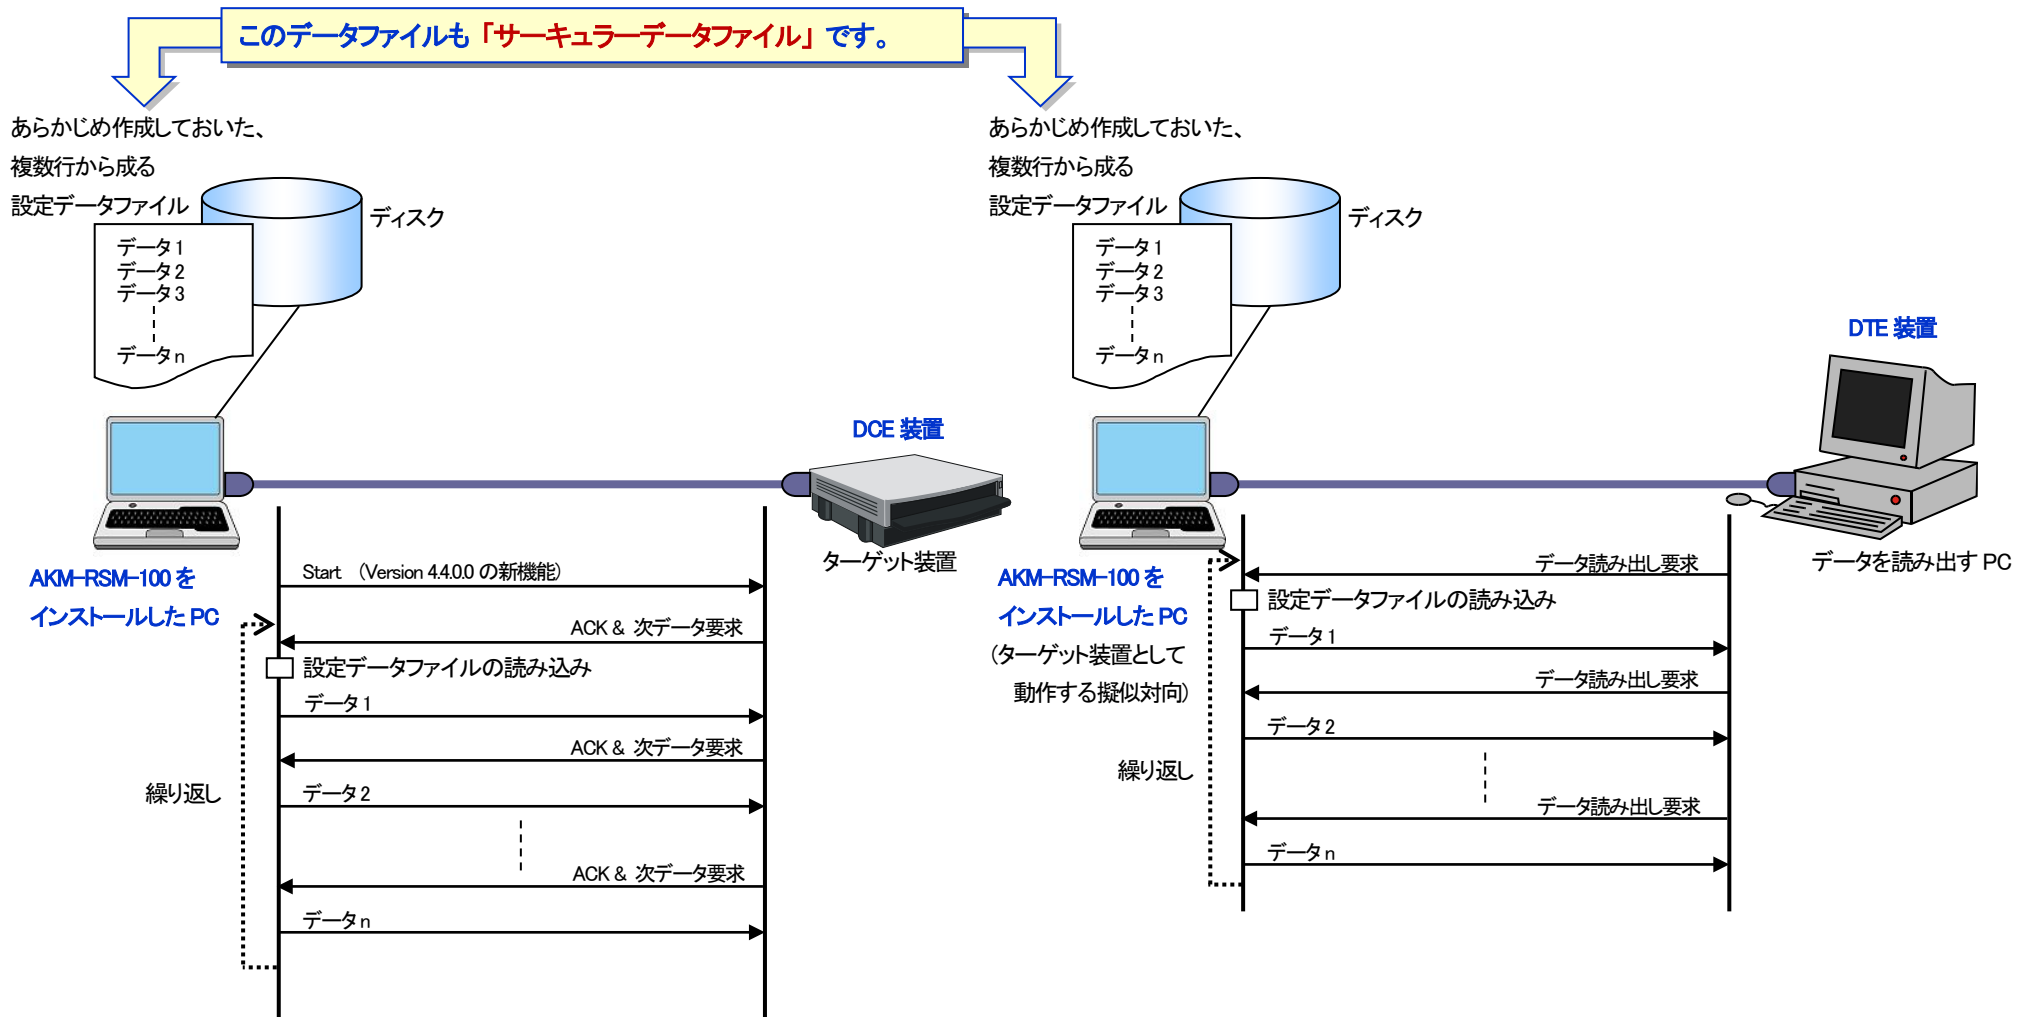 このデータファイルも「サーキュラーデータファイル」です。
あらかじめ作成しておいた、
複数行から成る
設定データファイル
ディスク
データ1
データ2
データ3
データn
DCE 装置
ターゲット装置
AKM-RSM-100 を
インストールした PC
Start （Version 4.4.0.0 の新機能）
ACK & 次データ要求
設定データファイルの読み込み
データ1
ACK & 次データ要求
データ2
繰り返し
ACK & 次データ要求
データn
あらかじめ作成しておいた、
複数行から成る
設定データファイル
ディスク
データ1
データ2
データ3
データn
DTE 装置
データを読み出す PC
AKM-RSM-100 を
インストールした PC
（ターゲット装置として
動作する擬似対向）
データ読み出し要求
設定データファイルの読み込み
データ1
データ読み出し要求
データ2
繰り返し
データ読み出し要求
データn